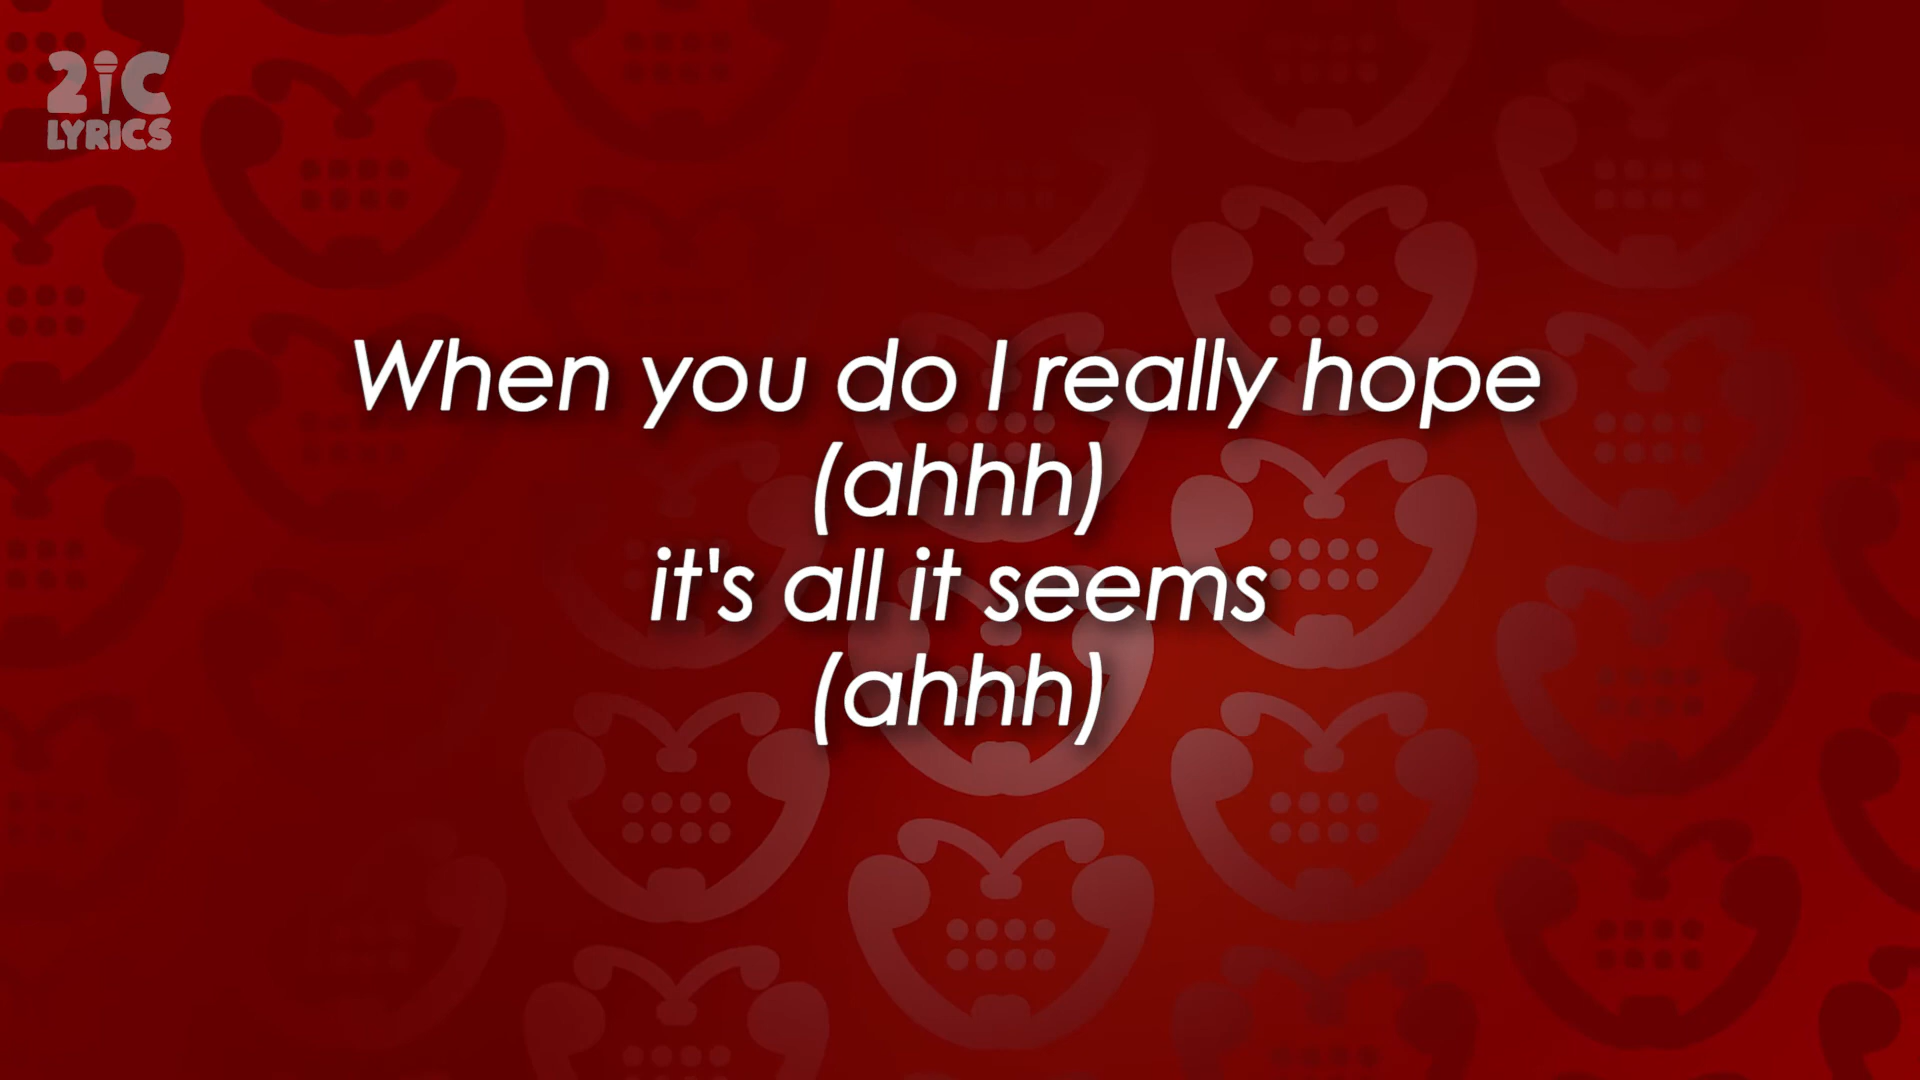 2iC
LYRICS
When you do I really hope
(ahhh)
it's all it seems
(ahhh)